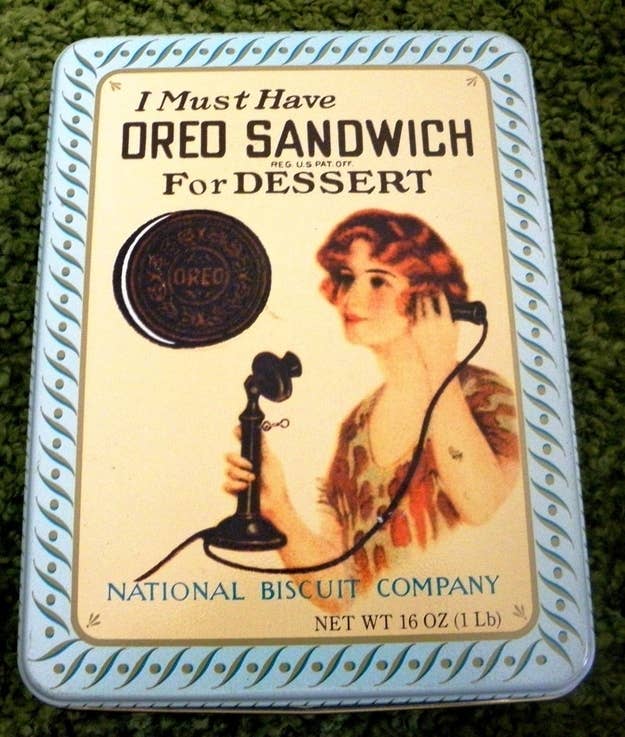 I Must Have
OREO SANDWICH
REG. U.S. PAT. OFF.
For DESSERT
OREO
NATIONAL BISCUIT COMPANY
NET WT 16 OZ (1 Lb)